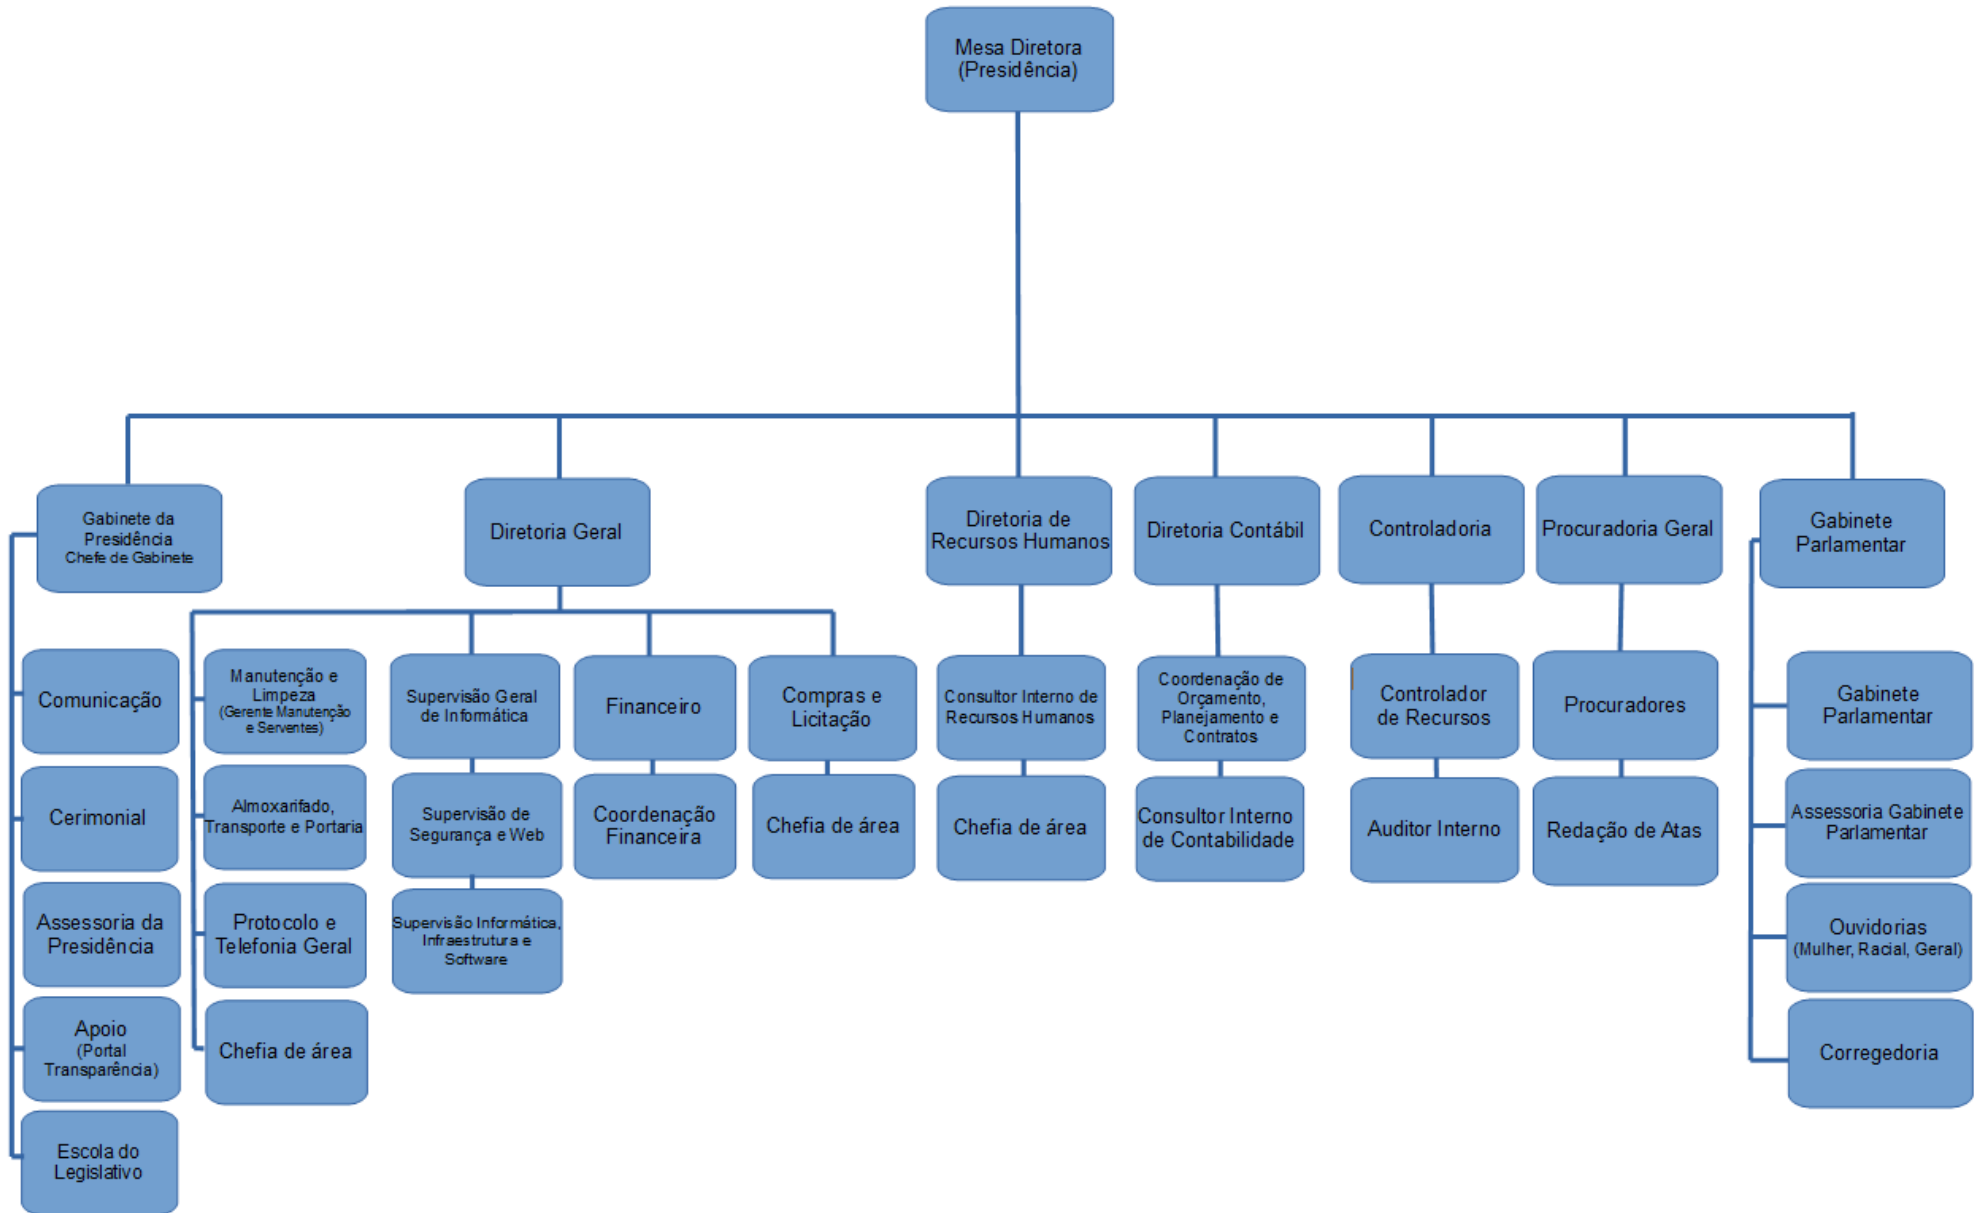 Mesa Diretora
(Presidência)
Gabinete da
Presidência
Chefe de Gabinete
Diretoria Geral
Diretoria de
Recursos Humanos
Diretoria Contábil
Controladoria
Procuradoria Geral
Gabinete
Parlamentar
Comunicação
Manutenção e
Limpeza
(Gerente Manutenção
e Serventes)
Supervisão Geral
de Informática
Financeiro
Compras e
Licitação
Consultor Interno de
Recursos Humanos
Coordenação de
Orçamento,
Planejamento e
Contratos
Controlador
de Recursos
Procuradores
Gabinete
Parlamentar
Cerimonial
Almoxarifado,
Transporte e Portaria
Supervisão de
Segurança e Web
Coordenação
Financeira
Chefia de área
Chefia de área
Consultor Interno
de Contabilidade
Auditor Interno
Redação de Atas
Assessoria Gabinete
Parlamentar
Assessoria da
Presidência
Protocolo e
Telefonia Geral
Supervisão Informática,
Infraestrutura e
Software
Ouvidorias
(Mulher, Racial, Geral)
Apoio
(Portal
Transparência)
Chefia de área
Corregedoria
Escola do
Legislativo